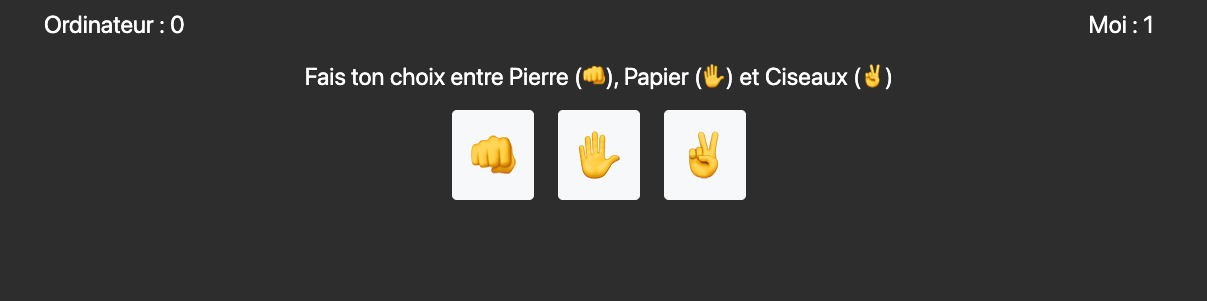 Ordinateur : 0
Moi : 1
Fais ton choix entre Pierre (👊), Papier (✋) et Ciseaux (✌️)